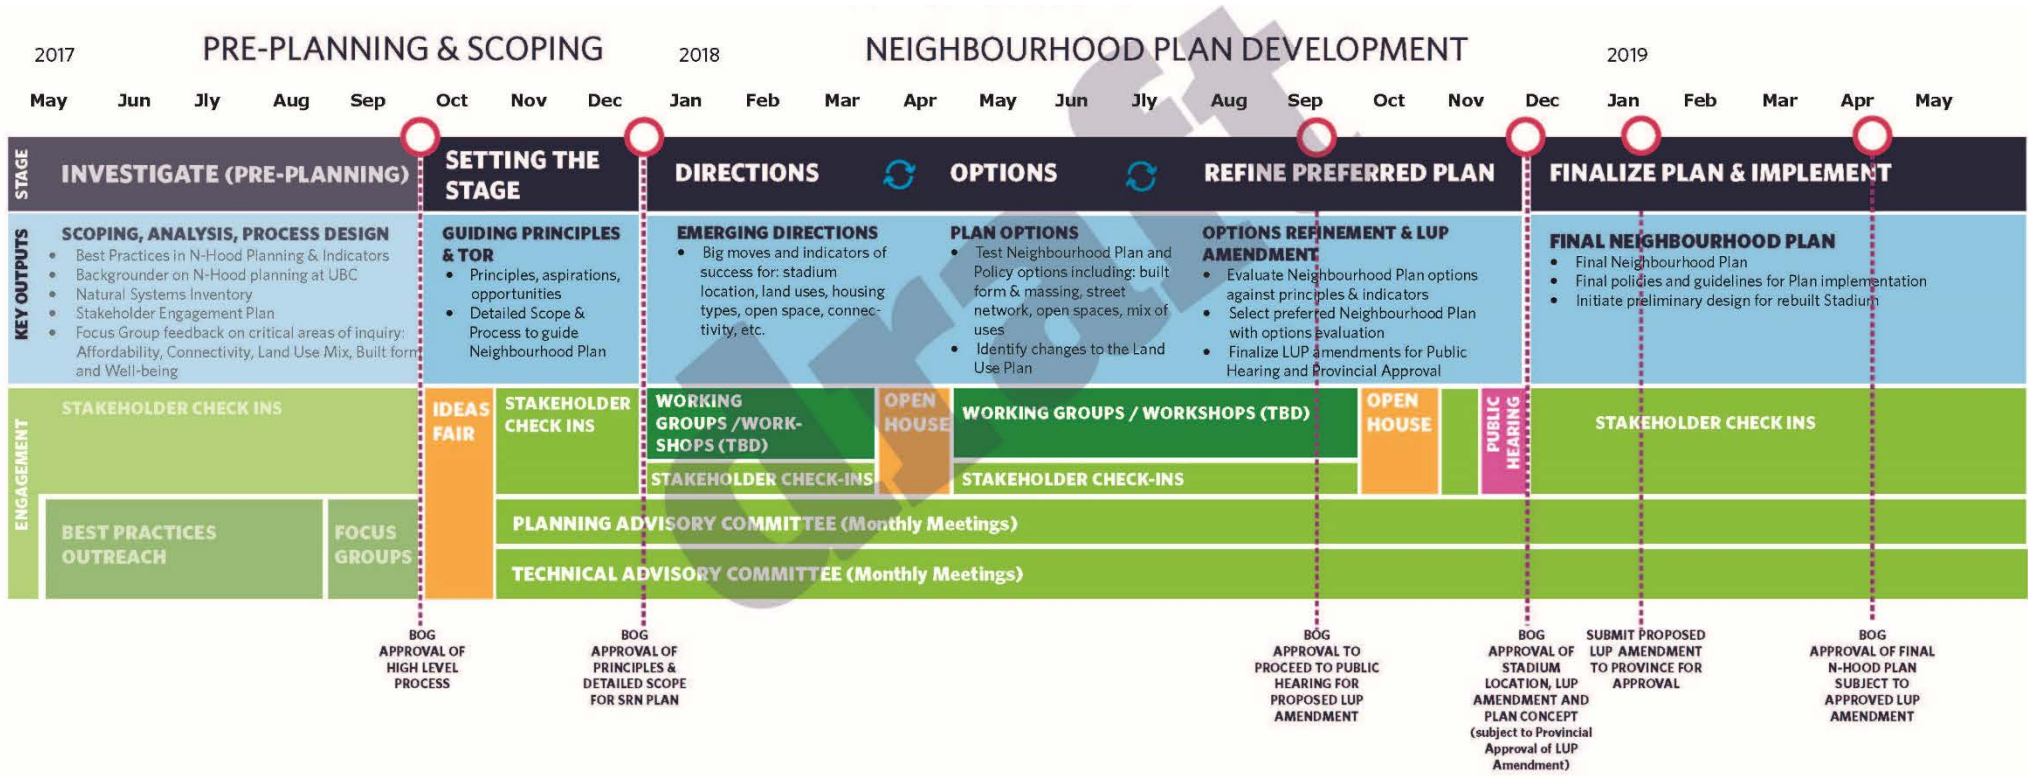 2017 PRE-PLANNING & SCOPING 2018 NEIGHBOURHOOD PLAN DEVELOPMENT 2019
May Jun Jly Aug Sep Oct Nov Dec Jan Feb Mar Apr May Jun Jly Aug Sep Oct Nov Dec Jan Feb Mar Apr May
STAGE
INVESTIGATE (PRE-PLANNING)
SETTING THE
STAGE
DIRECTIONS
OPTIONS
REFINE PREFERRED PLAN
FINALIZE PLAN & IMPLEMENT
KEY OUTPUTS
SCOPING, ANALYSIS, PROCESS DESIGN
• Best Practices in N-Hood Planning & Indicators
• Backgrounder on N-Hood planning at UBC
• Natural Systems Inventory
• Stakeholder Engagement Plan
• Focus Group feedback on critical areas of inquiry:
Affordability, Connectivity, Land Use Mix, Built form
and Well-being
GUIDING PRINCIPLES
& TOR
• Principles, aspirations,
opportunities
• Detailed Scope &
Process to guide
Neighbourhood Plan
EMERGING DIRECTIONS
• Big moves and indicators of
success for: stadium
location, land uses, housing
types, open space, connec-
tivity, etc.
PLAN OPTIONS
• Test Neighbourhood Plan and
Policy options including: built
form & massing, street
network, open spaces, mix of
uses
• Identify changes to the Land
Use Plan
OPTIONS REFINEMENT & LUP
AMENDMENT
• Evaluate Neighbourhood Plan options
against principles & indicators
• Select preferred Neighbourhood Plan
with options evaluation
• Finalize LUP amendments for Public
Hearing and Provincial Approval
FINAL NEIGHBOURHOOD PLAN
• Final Neighbourhood Plan
• Final policies and guidelines for Plan implementation
• Initiate preliminary design for rebuilt Stadium
ENGAGEMENT
STAKEHOLDER CHECK INS
BEST PRACTICES
OUTREACH
FOCUS
GROUPS
IDEAS
FAIR
STAKEHOLDER
CHECK INS
WORKING
GROUPS /WORK-
SHOPS (TBD)
STAKEHOLDER CHECK-INS
OPEN
HOUSE
WORKING GROUPS / WORKSHOPS (TBD)
STAKEHOLDER CHECK-INS
OPEN
HOUSE
PUBLIC
HEARING
STAKEHOLDER CHECK INS
PLANNING ADVISORY COMMITTEE (Monthly Meetings)
TECHNICAL ADVISORY COMMITTEE (Monthly Meetings)
BOG
APPROVAL OF
HIGH LEVEL
PROCESS
BOG
APPROVAL OF
PRINCIPLES &
DETAILED SCOPE
FOR SRN PLAN
BOG
APPROVAL TO
PROCEED TO PUBLIC
HEARING FOR
PROPOSED LUP
AMENDMENT
BOG
APPROVAL OF
STADIUM
LOCATION, LUP
AMENDMENT AND
PLAN CONCEPT
(subject to Provincial
Approval of LUP
Amendment)
SUBMIT PROPOSED
LUP AMENDMENT
TO PROVINCE FOR
APPROVAL
BOG
APPROVAL OF FINAL
N-HOOD PLAN
SUBJECT TO
APPROVED LUP
AMENDMENT
draft